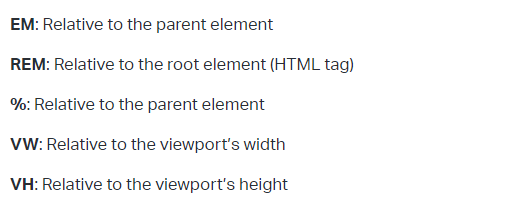 EM: Relative to the parent element
REM: Relative to the root element (HTML tag)
%: Relative to the parent element
VW: Relative to the viewport’s width
VH: Relative to the viewport’s height